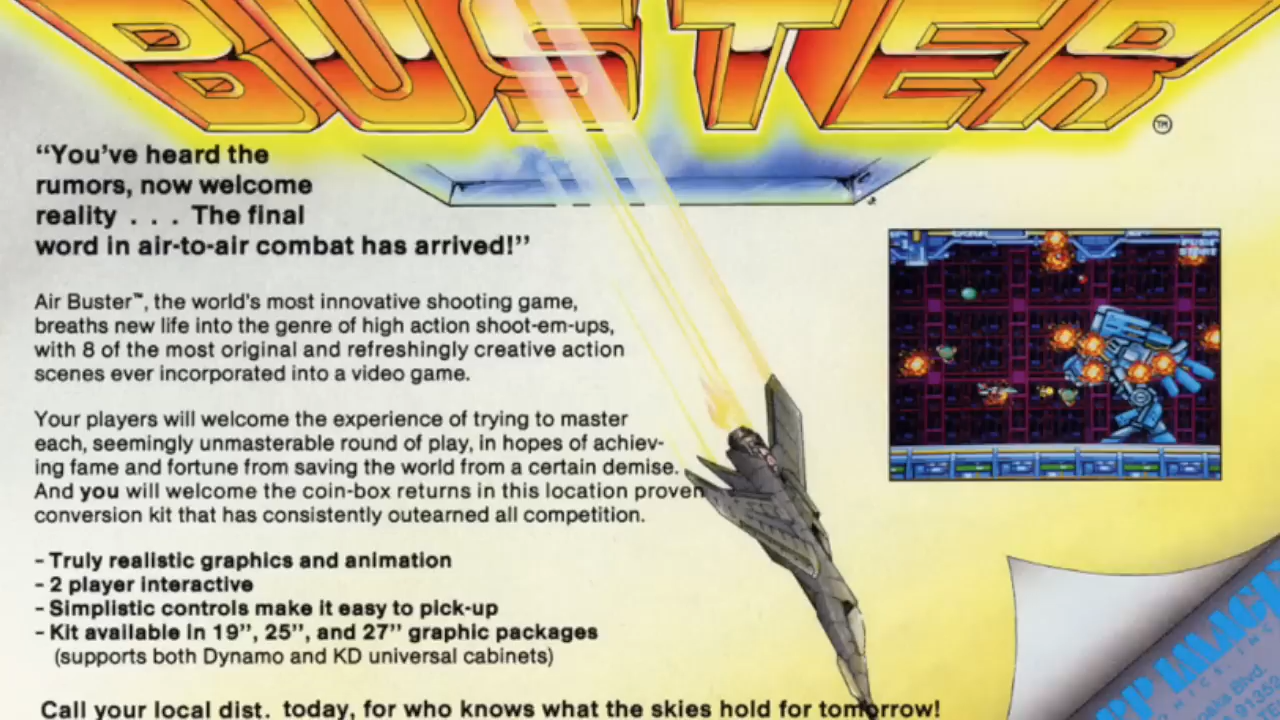 BUSTER
TM
“You've heard the
rumors, now welcome
reality . . . The final
word in air-to-air combat has arrived!”
Air Buster™, the world's most innovative shooting game,
breaths new life into the genre of high action shoot-em-ups,
with 8 of the most original and refreshingly creative action
scenes ever incorporated into a video game.
Your players will welcome the experience of trying to master
each, seemingly unmasterable round of play, in hopes of achiev-
ing fame and fortune from saving the world from a certain demise.
And you will welcome the coin-box returns in this location proven
conversion kit that has consistently outearned all competition.
- Truly realistic graphics and animation
- 2 player interactive
- Simplistic controls make it easy to pick-up
- Kit available in 19”, 25”, and 27” graphic packages
(supports both Dynamo and KD universal cabinets)
Call your local dist. today, for who knows what the skies hold for tomorrow!
Blvd.
91352